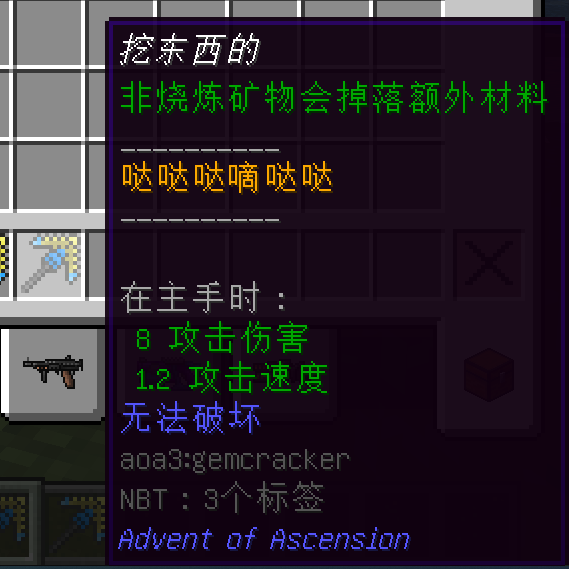 挖东西的
非烧炼矿物会掉落额外材料
__________
哒哒哒嘀哒哒
__________
在主手时：
8 攻击伤害
1.2 攻击速度
无法破坏
aoa3:gemcracker
NBT：3个标签
Advent of Ascension